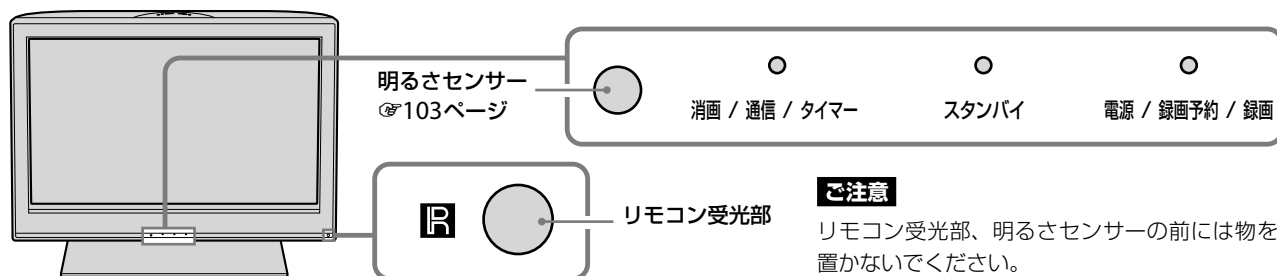 明るさセンサー
☞103ページ
消画 / 通信 / タイマー
スタンバイ
電源 / 録画予約 / 録画
R
リモコン受光部
ご注意
リモコン受光部、明るさセンサーの前には物を
置かないでください。